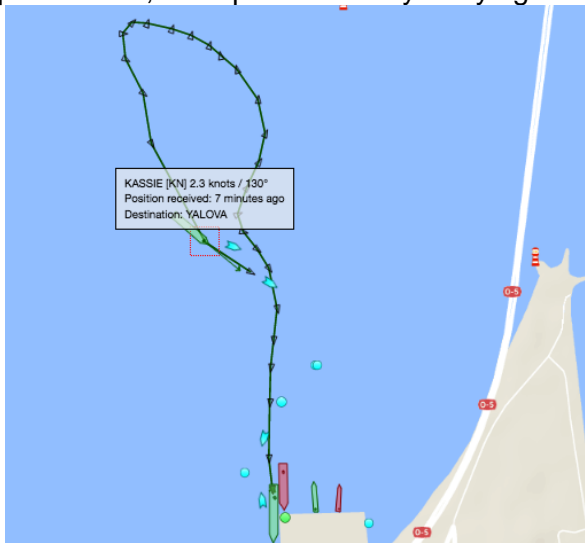 KASSIE [KN] 2.3 knots / 130°
Position received: 7 minutes ago
Destination: YALOVA
O-5
O-5
O-5